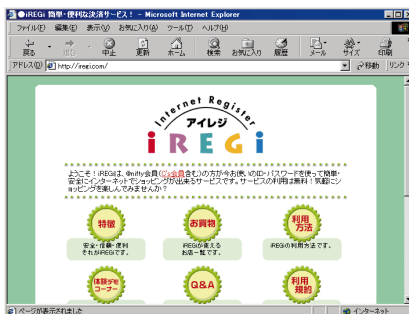 ●iREGi 簡単・便利な決済サービス! - Microsoft Internet Explorer
ファイル(F) 編集(E) 表示(V) お気に入り(A) ツール(T) ヘルプ(H)
戻る 進む 中止 更新 ホーム 検索 お気に入り 履歴 メール サイズ 印刷
アドレス(D) http://iregi.com/ 移動 リンク
Internet Register
アイレジ
iREGi
ようこそ!iREGiは、@nifty会員(C's会員含む)の方が今お使いのID・パスワードを使って簡単・
安全にインターネットでショッピングが出来るサービスです。サービスの利用は無料!気軽にシ
ョッピングを楽しんでみませんか?
特徴 お買物 利用方法
安全・信頼・便利
それがiREGiです。
iREGiが使える
お店一覧です。
iREGiの利用方法です。
体験デモコーナー Q&A 利用規約
ページが表示されました インターネット